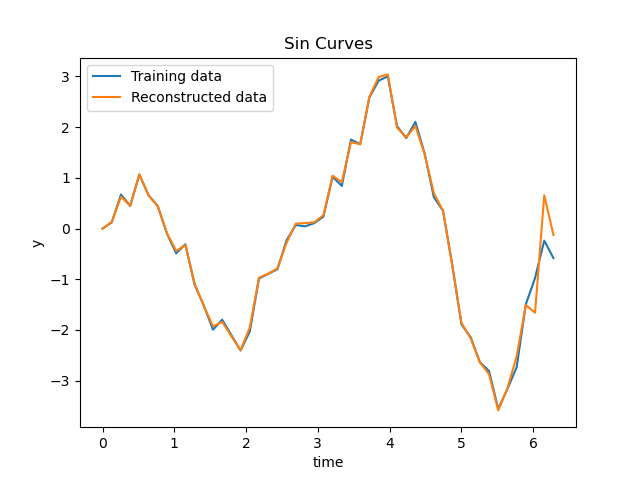 Sin Curves
Training data
Reconstructed data
3
2
1
0
−1
−2
−3
y
0 1 2 3 4 5 6
time